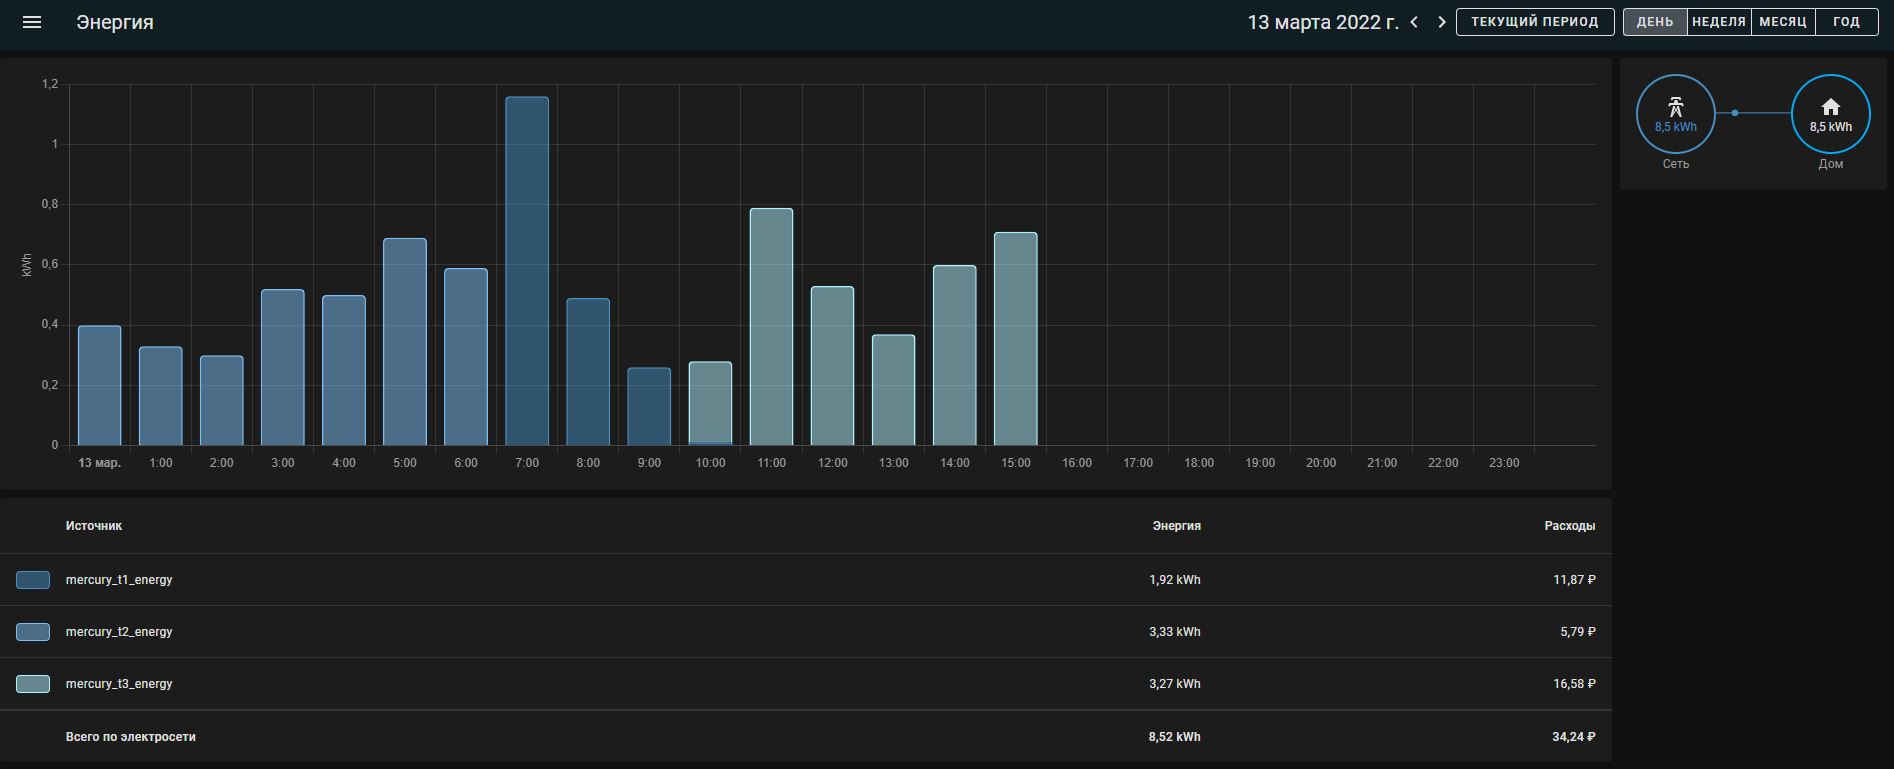 Энергия
13 марта 2022 г.
ТЕКУЩИЙ ПЕРИОД
ДЕНЬ НЕДЕЛЯ МЕСЯЦ ГОД
kWh
1,2
1
0,8
0,6
0,4
0,2
0
13 мар. 1:00 2:00 3:00 4:00 5:00 6:00 7:00 8:00 9:00 10:00 11:00 12:00 13:00 14:00 15:00 16:00 17:00 18:00 19:00 20:00 21:00 22:00 23:00
8,5 kWh 8,5 kWh
Сеть Дом
Источник Энергия Расходы
mercury_t1_energy 1,92 kWh 11,87 ₽
mercury_t2_energy 3,33 kWh 5,79 ₽
mercury_t3_energy 3,27 kWh 16,58 ₽
Всего по электросети 8,52 kWh 34,24 ₽